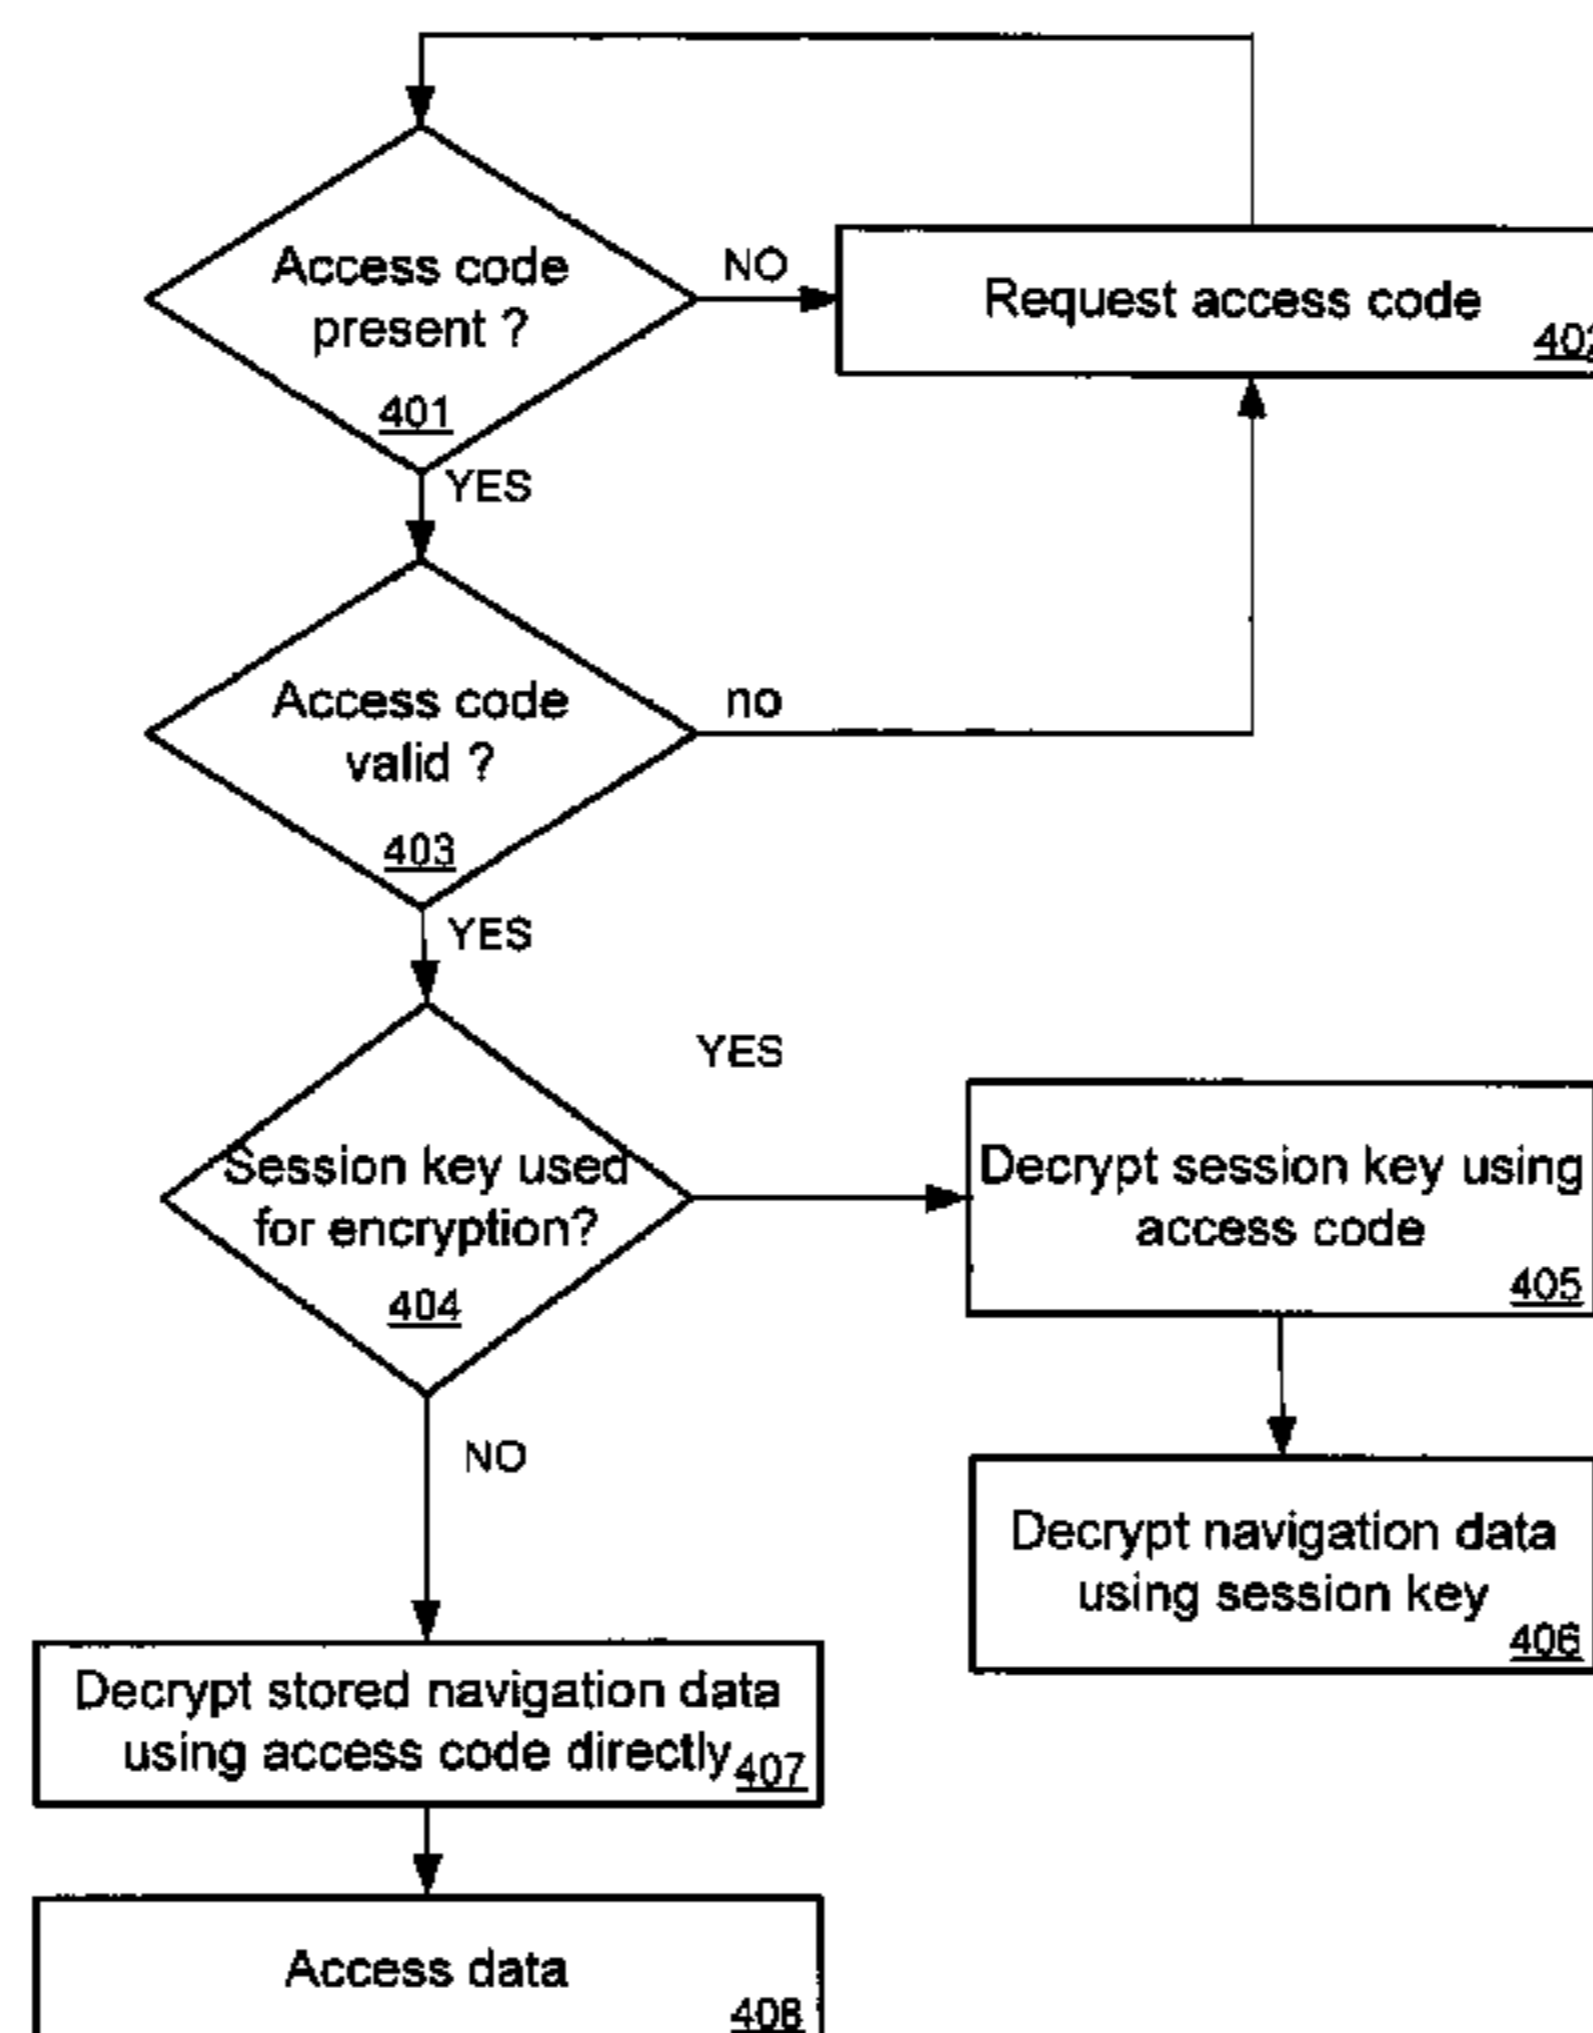 Access code
present ?
401
NO
Request access code
402
YES
Access code
valid ?
403
no
YES
Session key used
for encryption?
404
YES
Decrypt session key using
access code
405
NO
Decrypt navigation data
using session key
406
Decrypt stored navigation data
using access code directly
407
Access data
408